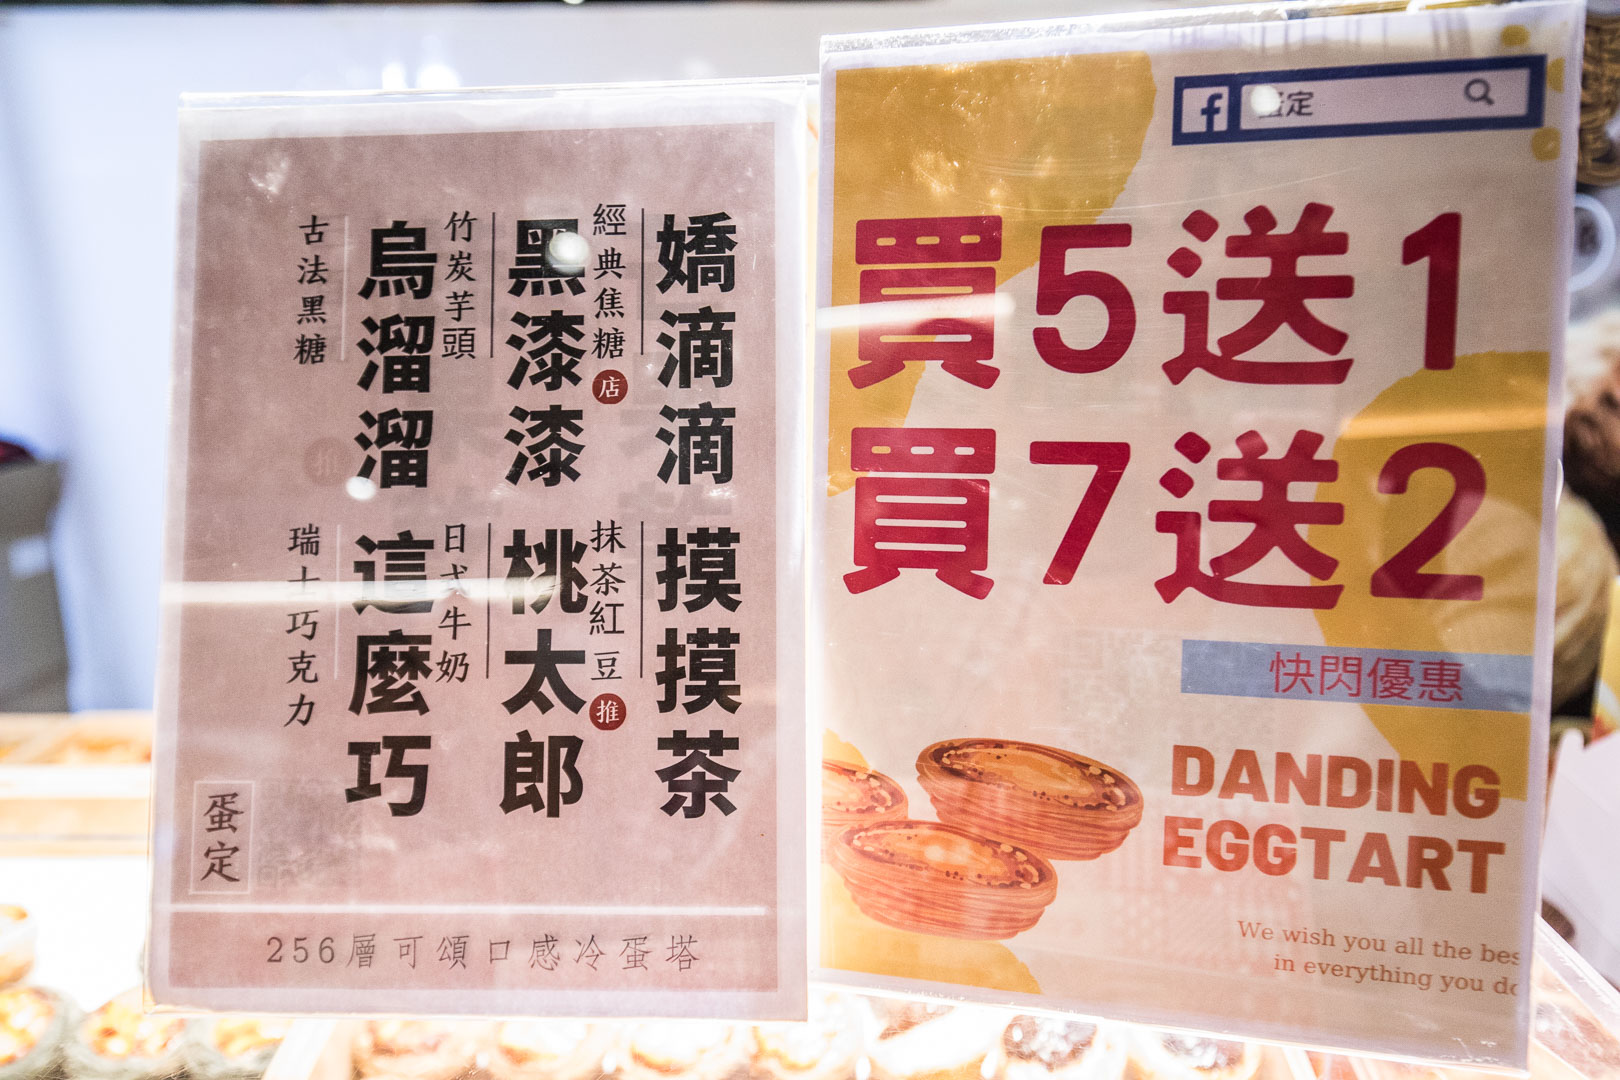 嬌滴滴
經典焦糖
店
黑漆漆
竹炭芋頭
烏溜溜
古法黑糖
摸摸茶
抹茶紅豆
推
桃太郎
日式牛奶
這麼巧
瑞士巧克力
蛋定
256層可頌口感冷蛋塔
蛋定
買5送1
買7送2
快閃優惠
DANDING
EGGTART
We wish you all the bes
in everything you do